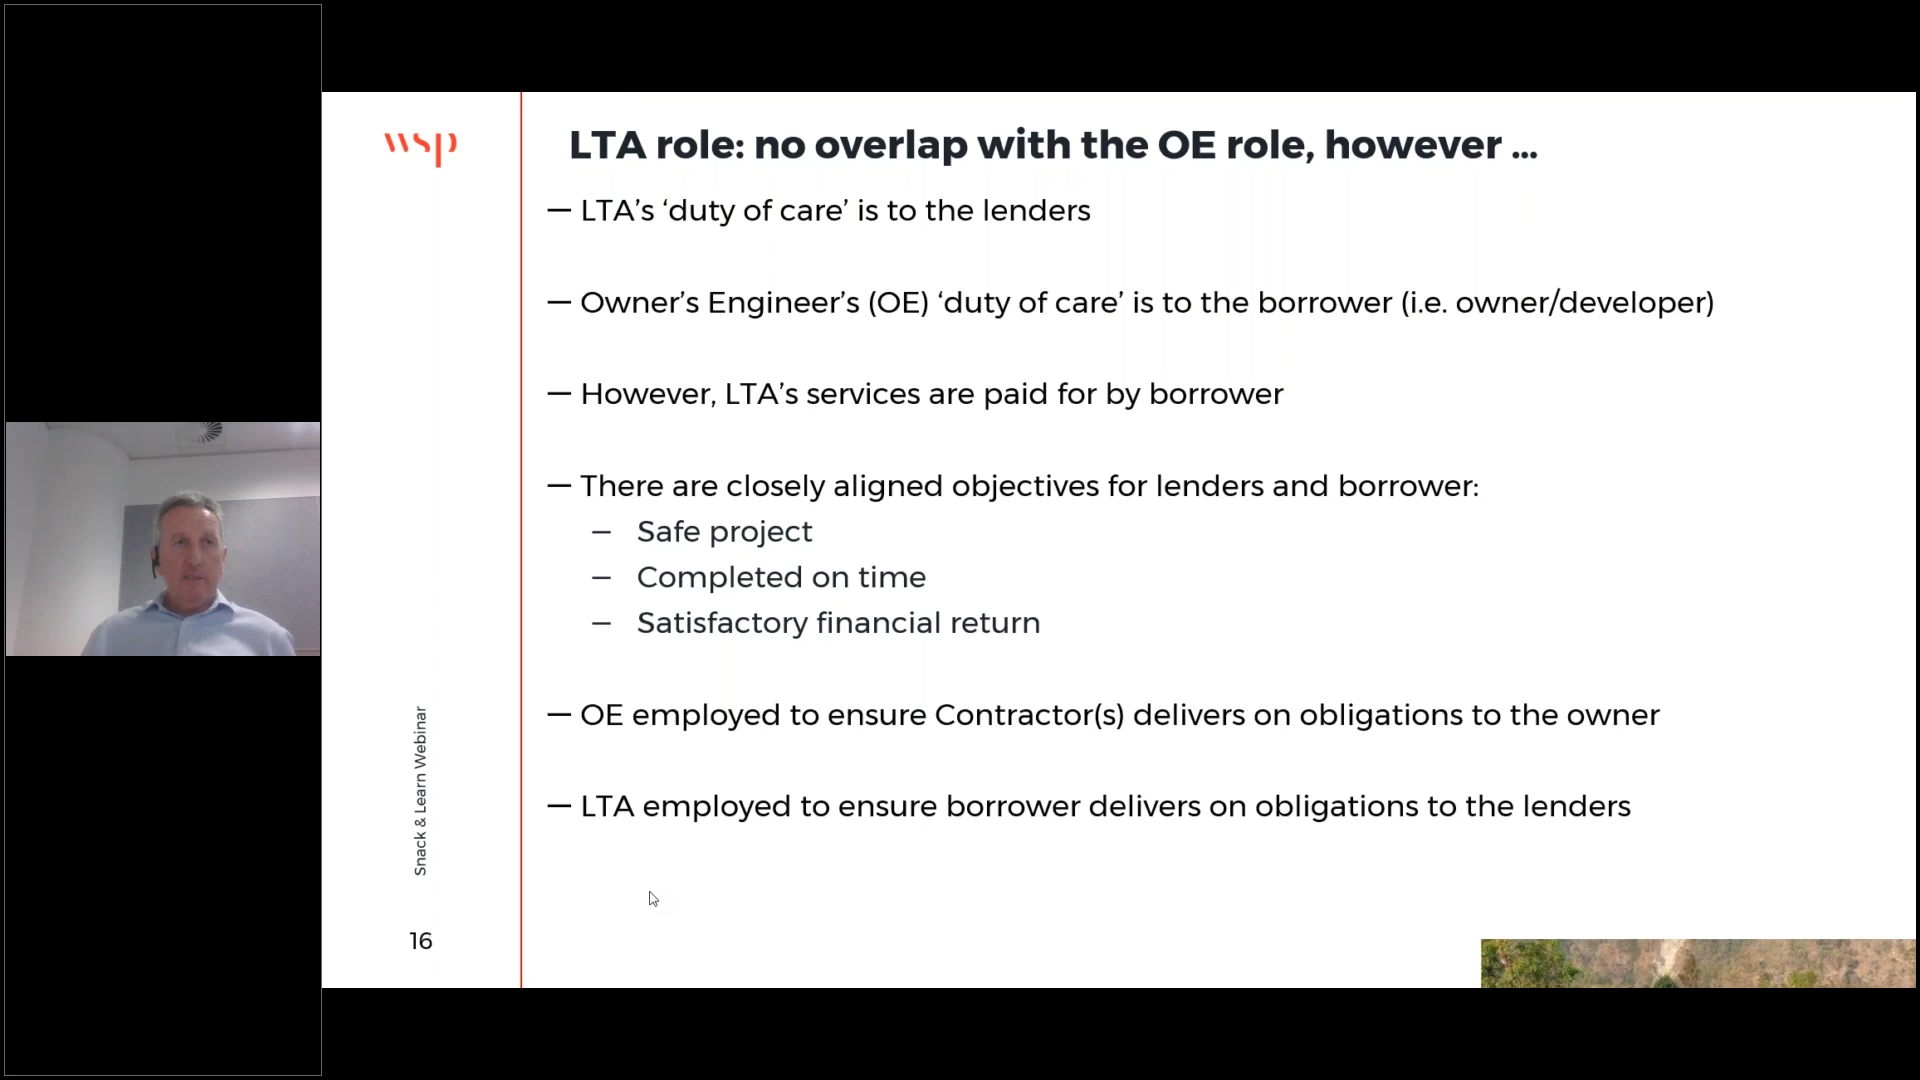 wsp
LTA role: no overlap with the OE role, however ...
— LTA’s ‘duty of care’ is to the lenders
— Owner’s Engineer’s (OE) ‘duty of care’ is to the borrower (i.e. owner/developer)
— However, LTA’s services are paid for by borrower
— There are closely aligned objectives for lenders and borrower:
– Safe project
– Completed on time
– Satisfactory financial return
— OE employed to ensure Contractor(s) delivers on obligations to the owner
— LTA employed to ensure borrower delivers on obligations to the lenders
Snack & Learn Webinar
16